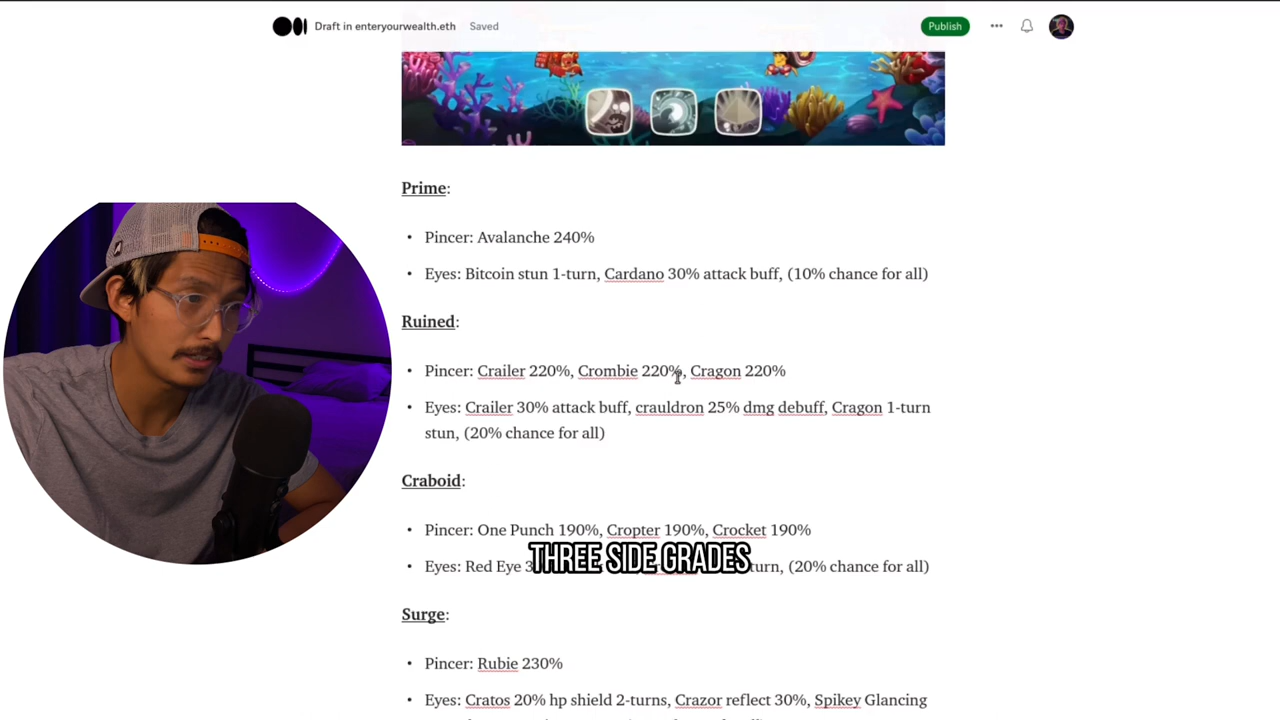 Draft in enteryourwealth.eth Saved Publish
Prime:
• Pincer: Avalanche 240%
• Eyes: Bitcoin stun 1-turn, Cardano 30% attack buff, (10% chance for all)
Ruined:
• Pincer: Crailer 220%, Crombie 220%, Cragon 220%
• Eyes: Crailer 30% attack buff, crauldron 25% dmg debuff, Cragon 1-turn
stun, (20% chance for all)
Craboid:
• Pincer: One Punch 190%, Cropter 190%, Crocket 190%
THREE SIDE GRADES
• Eyes: Red Eye 3 turn, (20% chance for all)
Surge:
• Pincer: Rubie 230%
• Eyes: Cratos 20% hp shield 2-turns, Crazor reflect 30%, Spikey Glancing